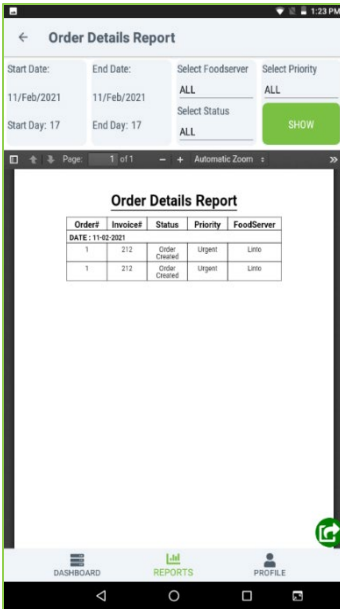 1:23 PM
Order Details Report
Start Date:
End Date:
Select Foodserver
Select Priority
11/Feb/2021
11/Feb/2021
ALL
ALL
Select Status
Start Day: 17
End Day: 17
ALL
SHOW
Page: 1 of 1 − + Automatic Zoom
Order Details Report
Order# Invoice# Status Priority FoodServer
DATE : 11-02-2021
1 212 Order Created Urgent Linto
1 212 Order Created Urgent Linto
DASHBOARD
REPORTS
PROFILE